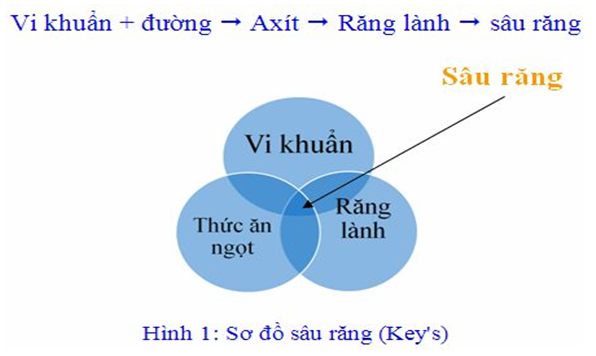 Vi khuẩn + đường → Axít → Răng lành → sâu răng
Sâu răng
Vi khuẩn
Thức ăn
ngọt
Răng
lành
Hình 1: Sơ đồ sâu răng (Key's)